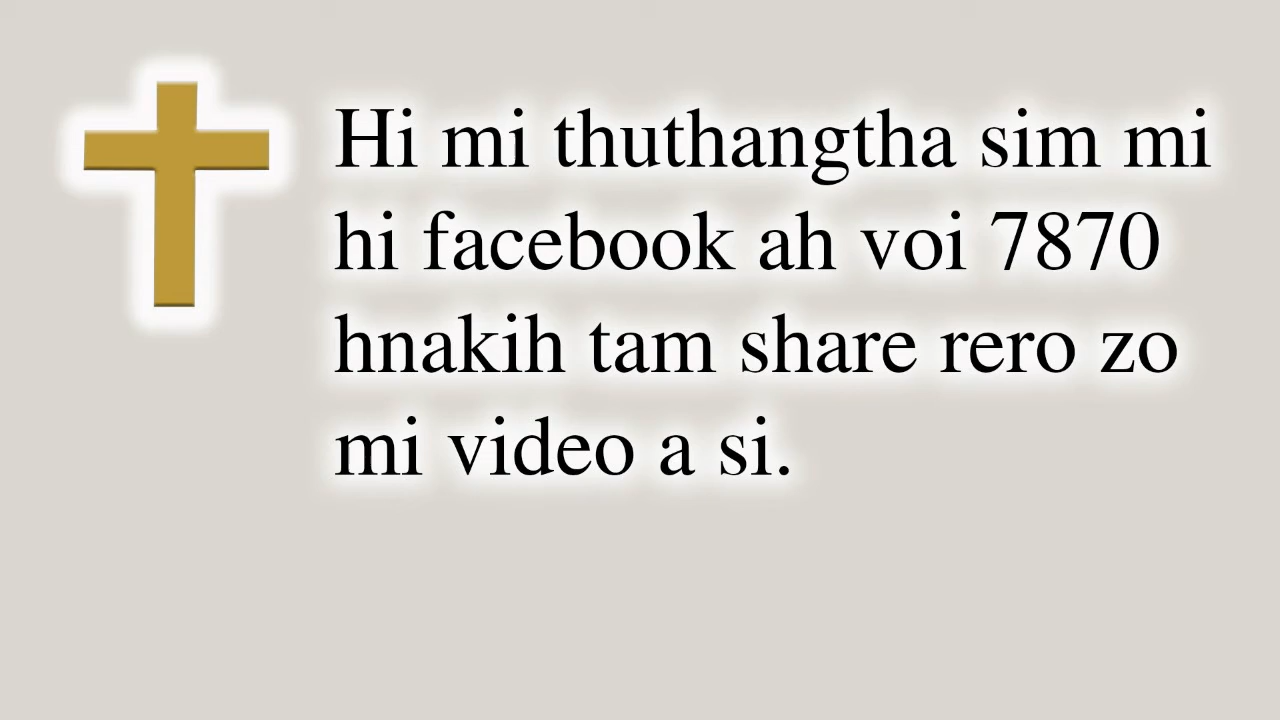 Hi mi thuthangtha sim mi
hi facebook ah voi 7870
hnakih tam share rero zo
mi video a si.